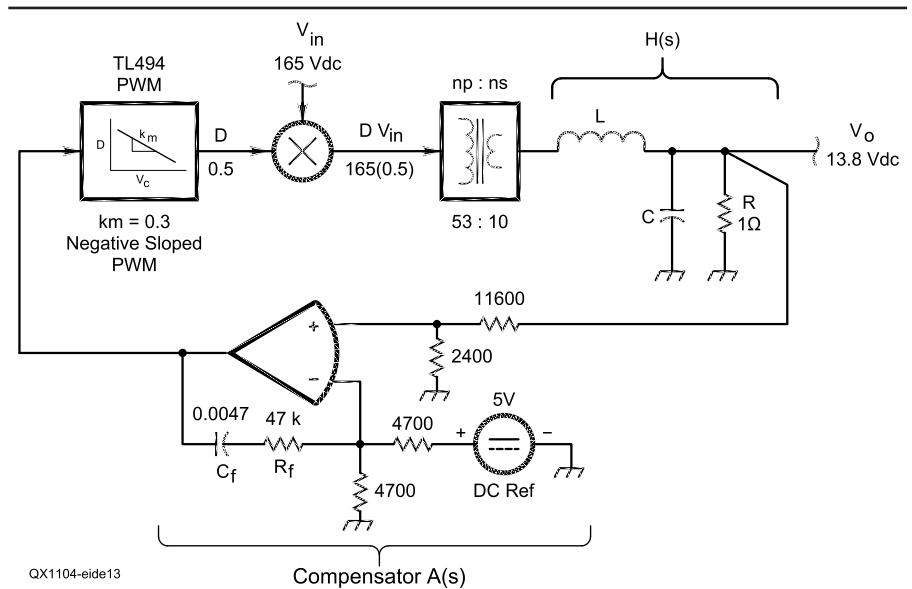 TL494
PWM
D
k m
V c
km = 0.3
Negative Sloped
PWM
D
0.5
V in
165 Vdc
D V in
165(0.5)
np : ns
53 : 10
H(s)
L
C
R
1Ω
V o
13.8 Vdc
11600
2400
+
−
0.0047
C f
47 k
R f
4700
4700
5V
+
−
DC Ref
Compensator A(s)
QX1104-eide13